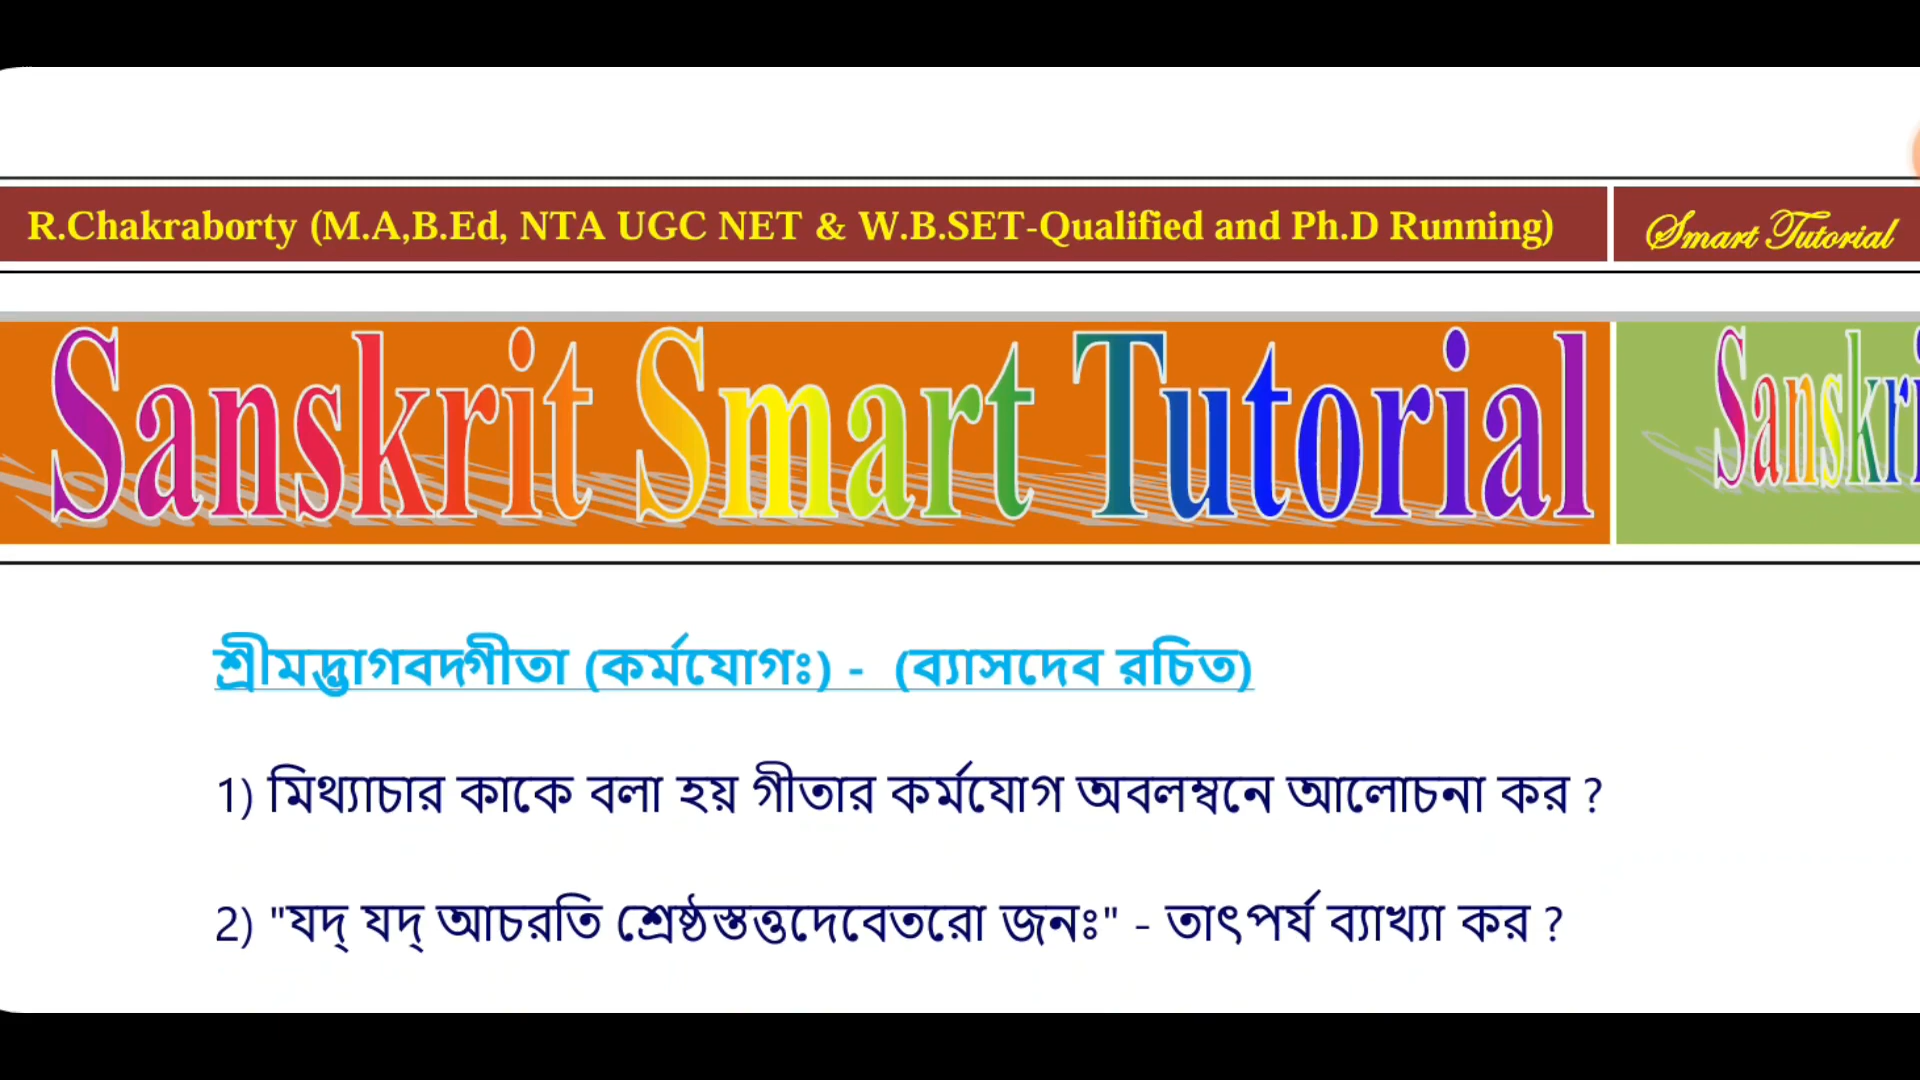 R.Chakraborty (M.A,B.Ed, NTA UGC NET & W.B.SET-Qualified and Ph.D Running)
Smart Tutorial
Sanskrit Smart Tutorial
শ্রীমদ্ভাগবদগীতা (কর্মযোগঃ) - (ব্যাসদেব রচিত)
1) মিথ্যাচার কাকে বলা হয় গীতার কর্মযোগ অবলম্বনে আলোচনা কর ?
2) "যদ্ যদ্ আচরতি শ্রেষ্ঠস্তত্তদেবেতরো জনঃ" - তাৎপর্য ব্যাখ্যা কর ?